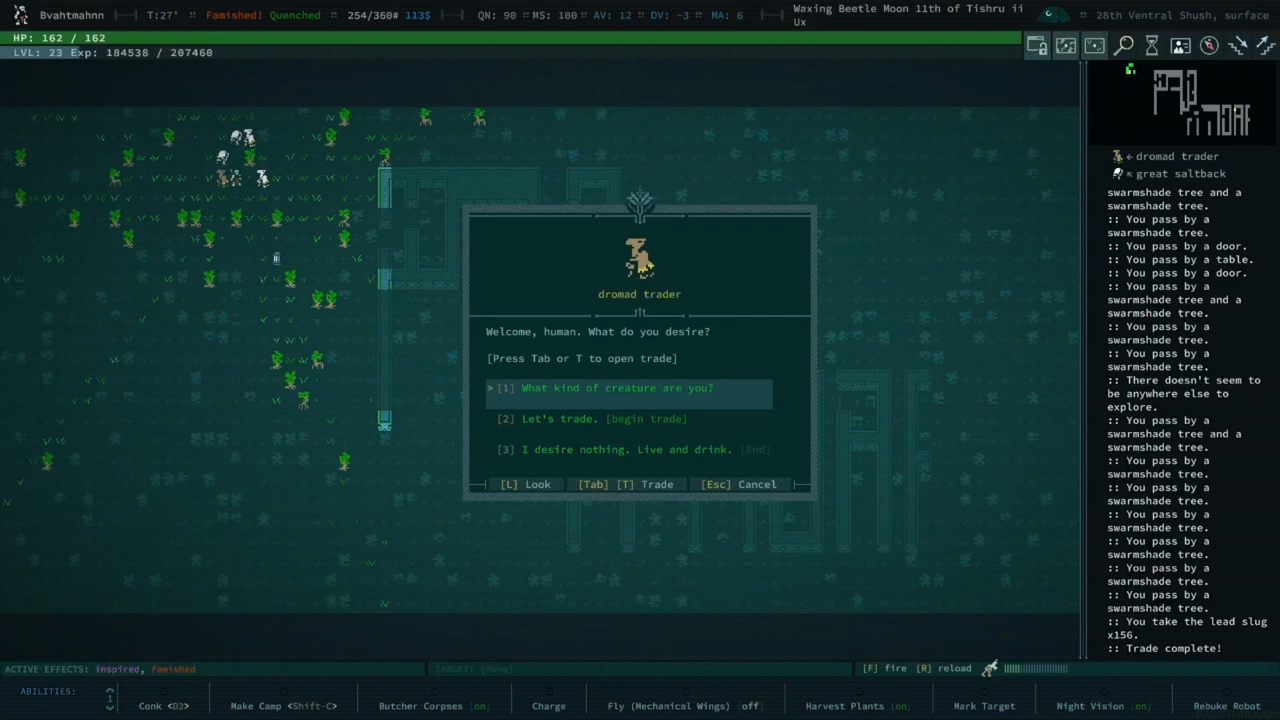 Bvahtmahnn T:27° Famished! Quenched 254/360# 113$ QN: 90 MS: 100 AV: 12 DV: -3 MA: 6 Waxing Beetle Moon 11th of Tishru ii Ux 28th Ventral Shush, surface
HP: 162 / 162
LVL: 23 Exp: 184538 / 207460
dromad trader
great saltback
swarmshade tree and a
swarmshade tree.
:: You pass by a
swarmshade tree.
:: You pass by a door.
:: You pass by a table.
:: You pass by a door.
:: You pass by a
swarmshade tree and a
swarmshade tree.
:: You pass by a
swarmshade tree.
:: You pass by a
swarmshade tree.
:: There doesn't seem to
be anywhere else to
explore.
:: You pass by a
swarmshade tree and a
swarmshade tree.
:: You pass by a
swarmshade tree.
:: You pass by a
swarmshade tree.
:: You pass by a
swarmshade tree.
:: You pass by a
swarmshade tree.
:: You pass by a
swarmshade tree.
:: You pass by a
swarmshade tree.
:: You take the lead slug
x156.
:: Trade complete!
dromad trader
Welcome, human. What do you desire?
[Press Tab or T to open trade]
> [1] What kind of creature are you?
[2] Let's trade. [begin trade]
[3] I desire nothing. Live and drink. [End]
[L] Look [Tab] [T] Trade [Esc] Cancel
ACTIVE EFFECTS: inspired, Famished TARGET: [none] [F] fire [R] reload
ABILITIES: 1 Conk <D2> Make Camp <Shift-C> Butcher Corpses [on] Charge Fly (Mechanical Wings) off Harvest Plants [on] Mark Target Night Vision [on] Rebuke Robot